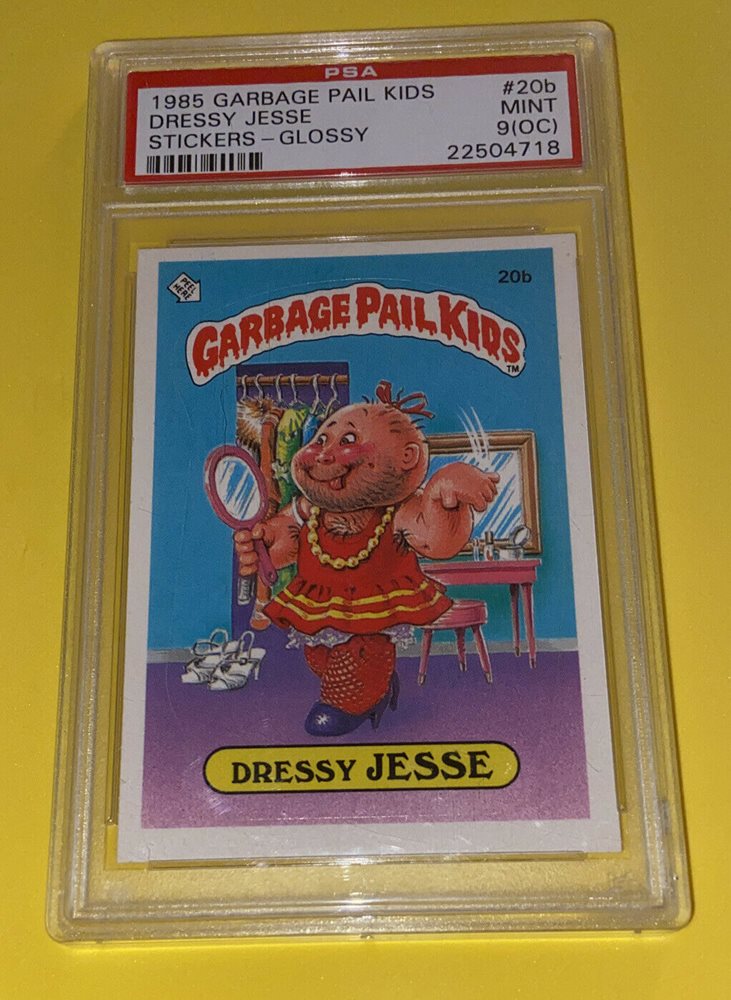 PSA
1985 GARBAGE PAIL KIDS #20b
DRESSY JESSE MINT
STICKERS - GLOSSY 9(OC)
22504718
PEEL HERE
20b
GARBAGE PAIL KIDS TM
DRESSY JESSE